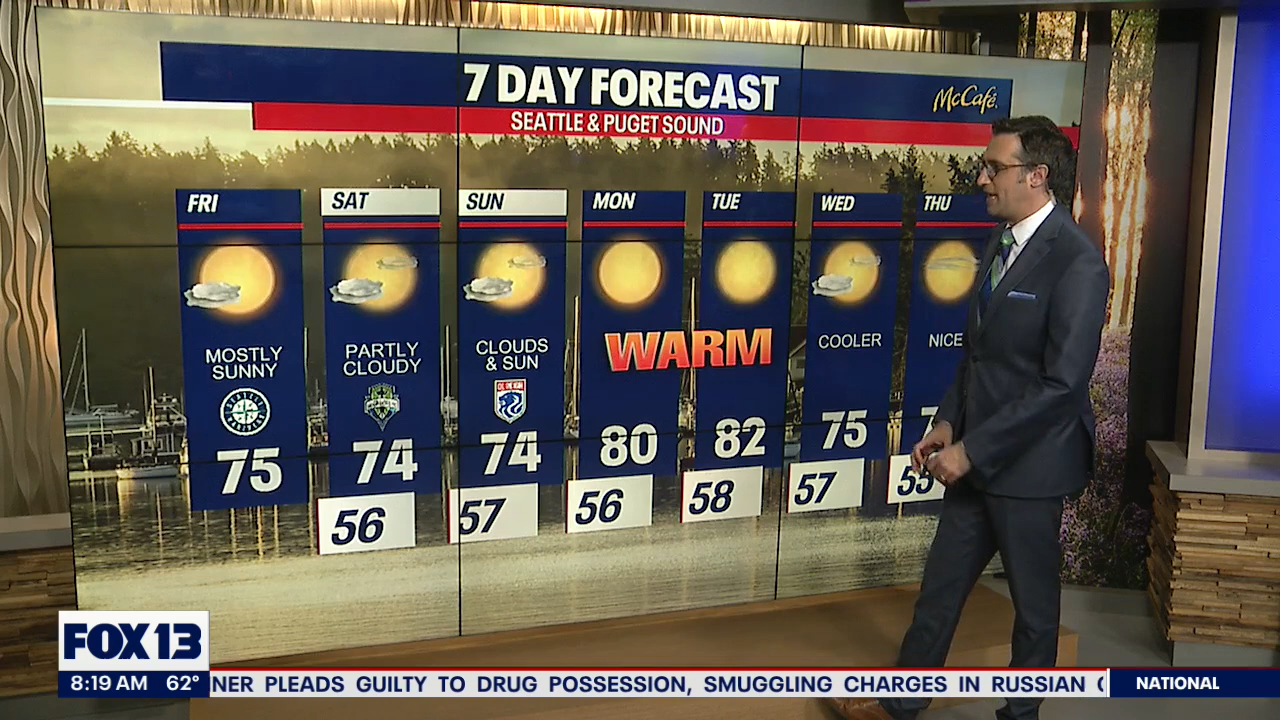 7 DAY FORECAST
McCafé
SEATTLE & PUGET SOUND
FRI
SAT
SUN
MON
TUE
WED
THU
MOSTLY
SUNNY
PARTLY
CLOUDY
CLOUDS
& SUN
WARM
COOLER
NICE
75
74
74
80
82
75
56
57
56
58
57
55
FOX 13
8:19 AM 62°
NER PLEADS GUILTY TO DRUG POSSESSION, SMUGGLING CHARGES IN RUSSIAN
NATIONAL